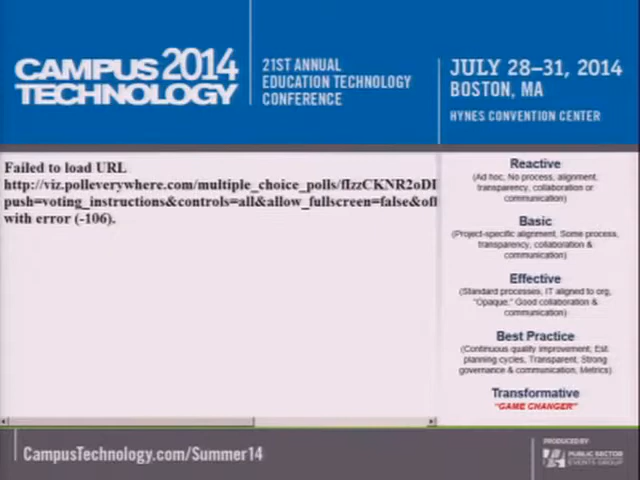 CAMPUS 2014
TECHNOLOGY
21ST ANNUAL
EDUCATION TECHNOLOGY
CONFERENCE
JULY 28–31, 2014
BOSTON, MA
HYNES CONVENTION CENTER
Failed to load URL
http://viz.polleverywhere.com/multiple_choice_polls/
push=voting_instructions&controls=all&allow_fullscreen=false&
with error (-106).
Reactive
(Ad hoc, No process, alignment,
transparency, collaboration or
communication)
Basic
(Project-specific alignment, Some process,
transparency, collaboration &
communication)
Effective
(Standard processes, IT aligned to org,
"Opaque," Good collaboration &
communication)
Best Practice
(Continuous quality improvement, Est.
planning cycles, Transparent, Strong
governance & communication, Metrics)
Transformative
"GAME CHANGER"
CampusTechnology.com/Summer14
PRODUCED BY
PUBLIC SECTOR
EVENTS GROUP